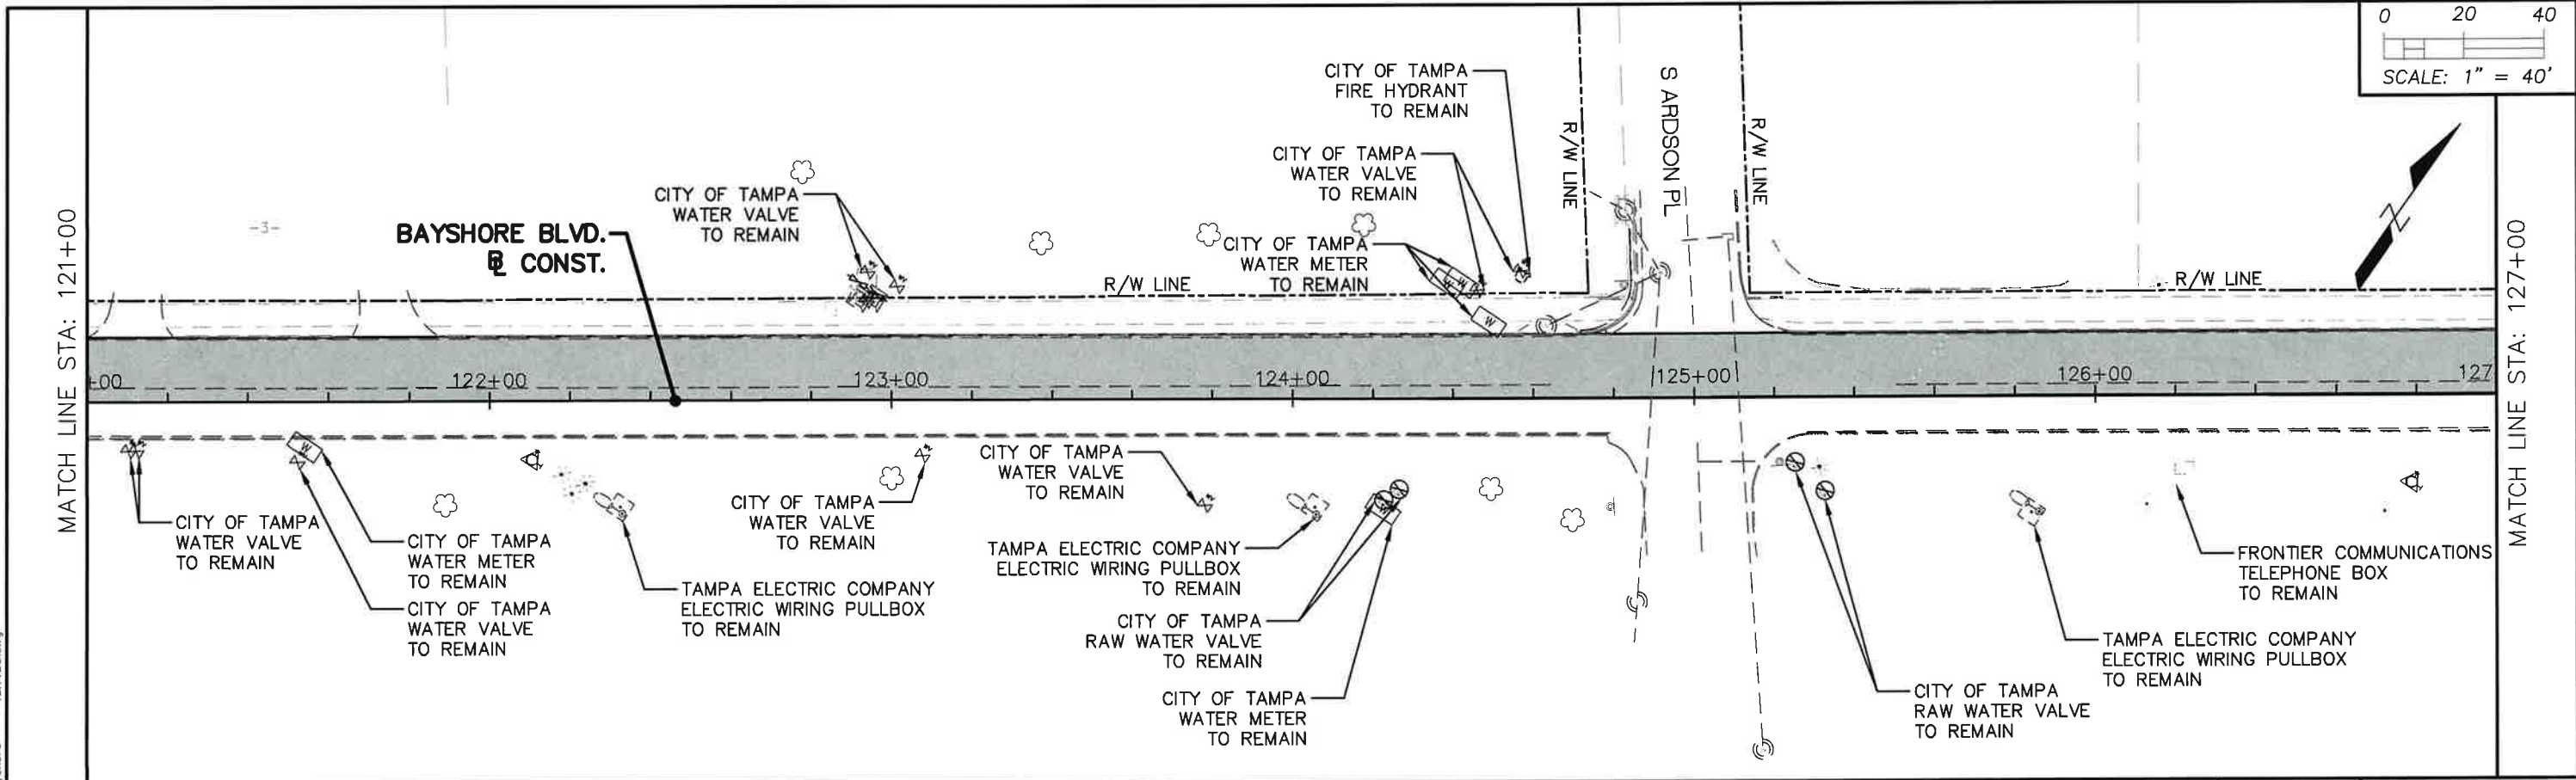 0 20 40
SCALE: 1" = 40'
MATCH LINE STA: 121+00
-3-
BAYSHORE BLVD.
℄ CONST.
CITY OF TAMPA
WATER VALVE
TO REMAIN
CITY OF TAMPA
FIRE HYDRANT
TO REMAIN
CITY OF TAMPA
WATER VALVE
TO REMAIN
CITY OF TAMPA
WATER METER
TO REMAIN
R/W LINE
R/W LINE
S ARDSON PL
R/W LINE
R/W LINE
W
W
W
N
+00 122+00 123+00 124+00 125+00 126+00 127
MATCH LINE STA: 127+00
W
CITY OF TAMPA
WATER VALVE
TO REMAIN
CITY OF TAMPA
WATER METER
TO REMAIN
CITY OF TAMPA
WATER VALVE
TO REMAIN
TAMPA ELECTRIC COMPANY
ELECTRIC WIRING PULLBOX
TO REMAIN
CITY OF TAMPA
WATER VALVE
TO REMAIN
CITY OF TAMPA
WATER VALVE
TO REMAIN
TAMPA ELECTRIC COMPANY
ELECTRIC WIRING PULLBOX
TO REMAIN
CITY OF TAMPA
RAW WATER VALVE
TO REMAIN
CITY OF TAMPA
WATER METER
TO REMAIN
CITY OF TAMPA
RAW WATER VALVE
TO REMAIN
TAMPA ELECTRIC COMPANY
ELECTRIC WIRING PULLBOX
TO REMAIN
FRONTIER COMMUNICATIONS
TELEPHONE BOX
TO REMAIN